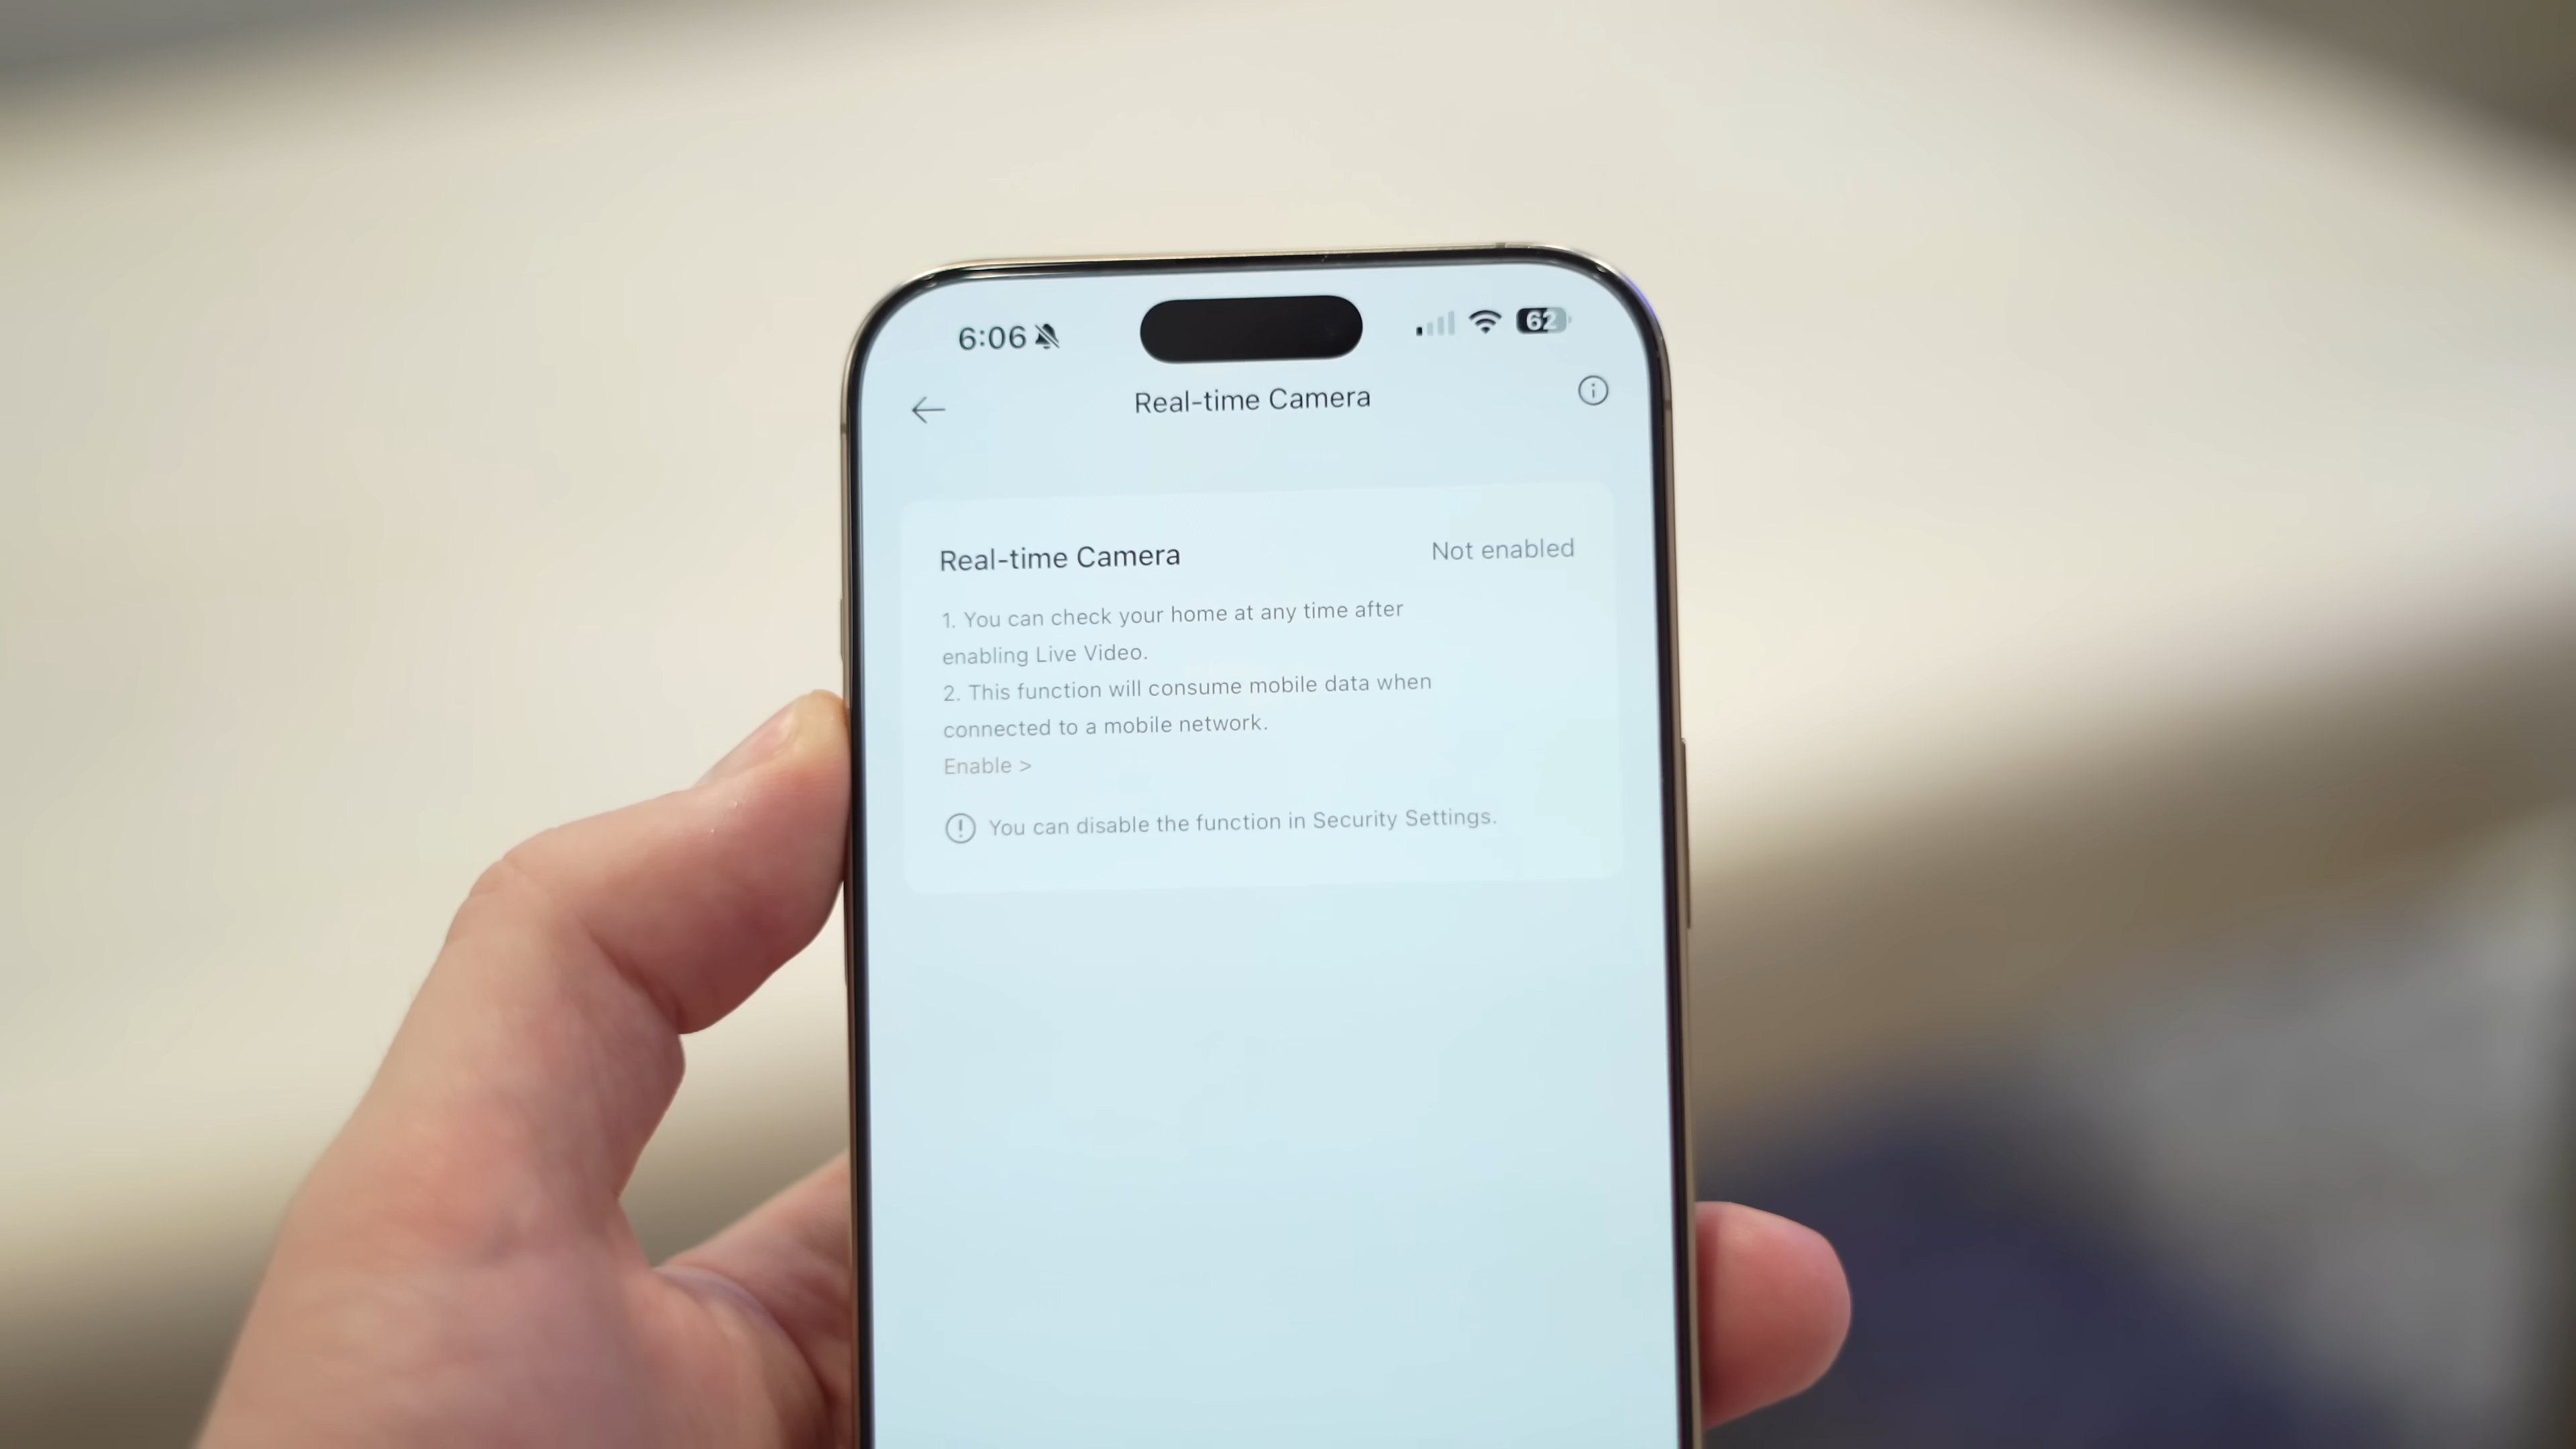 6:06
62
Real-time Camera
Real-time Camera
Not enabled
1. You can check your home at any time after
enabling Live Video.
2. This function will consume mobile data when
connected to a mobile network.
Enable >
You can disable the function in Security Settings.